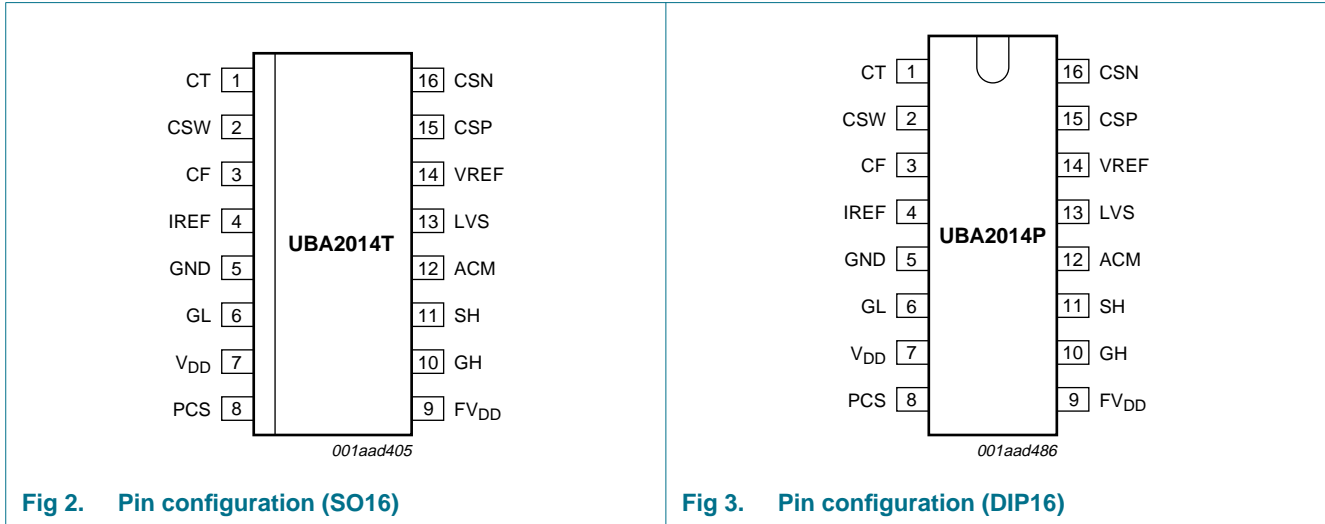 CT 1 16 CSN
CSW 2 15 CSP
CF 3 14 VREF
IREF 4 13 LVS
UBA2014T
GND 5 12 ACM
GL 6 11 SH
VDD 7 10 GH
PCS 8 9 FVDD
001aad405
Fig 2. Pin configuration (SO16)
CT 1 16 CSN
CSW 2 15 CSP
CF 3 14 VREF
IREF 4 13 LVS
UBA2014P
GND 5 12 ACM
GL 6 11 SH
VDD 7 10 GH
PCS 8 9 FVDD
001aad486
Fig 3. Pin configuration (DIP16)